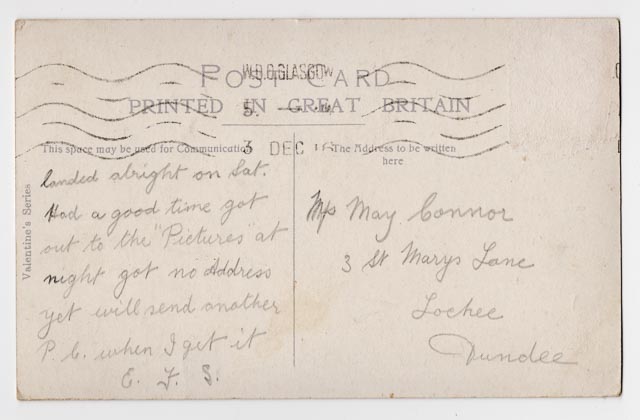 W.D.O GLASGOW
POST CARD
5.
PRINTED IN GREAT BRITAIN
3 DEC
This space may be used for Communication
The Address to be written
here
Valentine's Series
landed alright on Sat.
Had a good time got
out to the "Pictures" at
night got no Address
yet will send another
P. C. when I get it
E. F. S.
May Connor
3 St Marys Lane
Lochee
Dundee